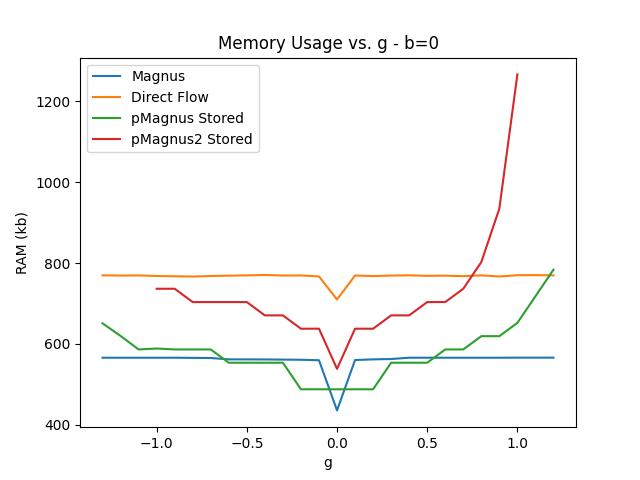 Memory Usage vs. g - b=0
Magnus
Direct Flow
pMagnus Stored
pMagnus2 Stored
RAM (kb)
1200
1000
800
600
400
−1.0 −0.5 0.0 0.5 1.0
g